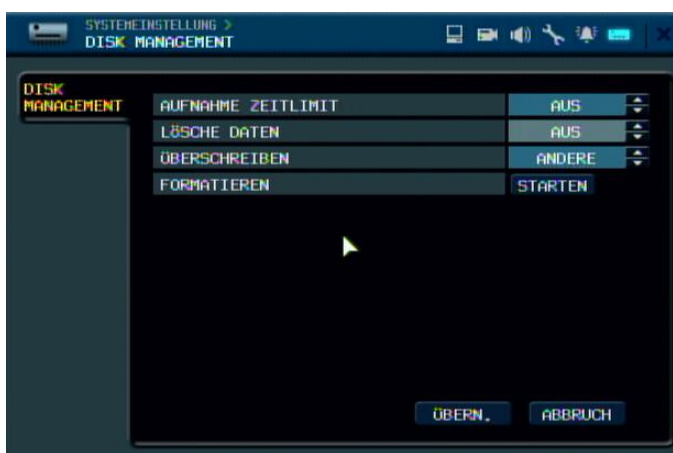 SYSTEMEINSTELLUNG >
DISK MANAGEMENT
DISK
MANAGEMENT
AUFNAHME ZEITLIMIT AUS
LÖSCHE DATEN AUS
ÜBERSCHREIBEN ANDERE
FORMATIEREN STARTEN
ÜBERN. ABBRUCH